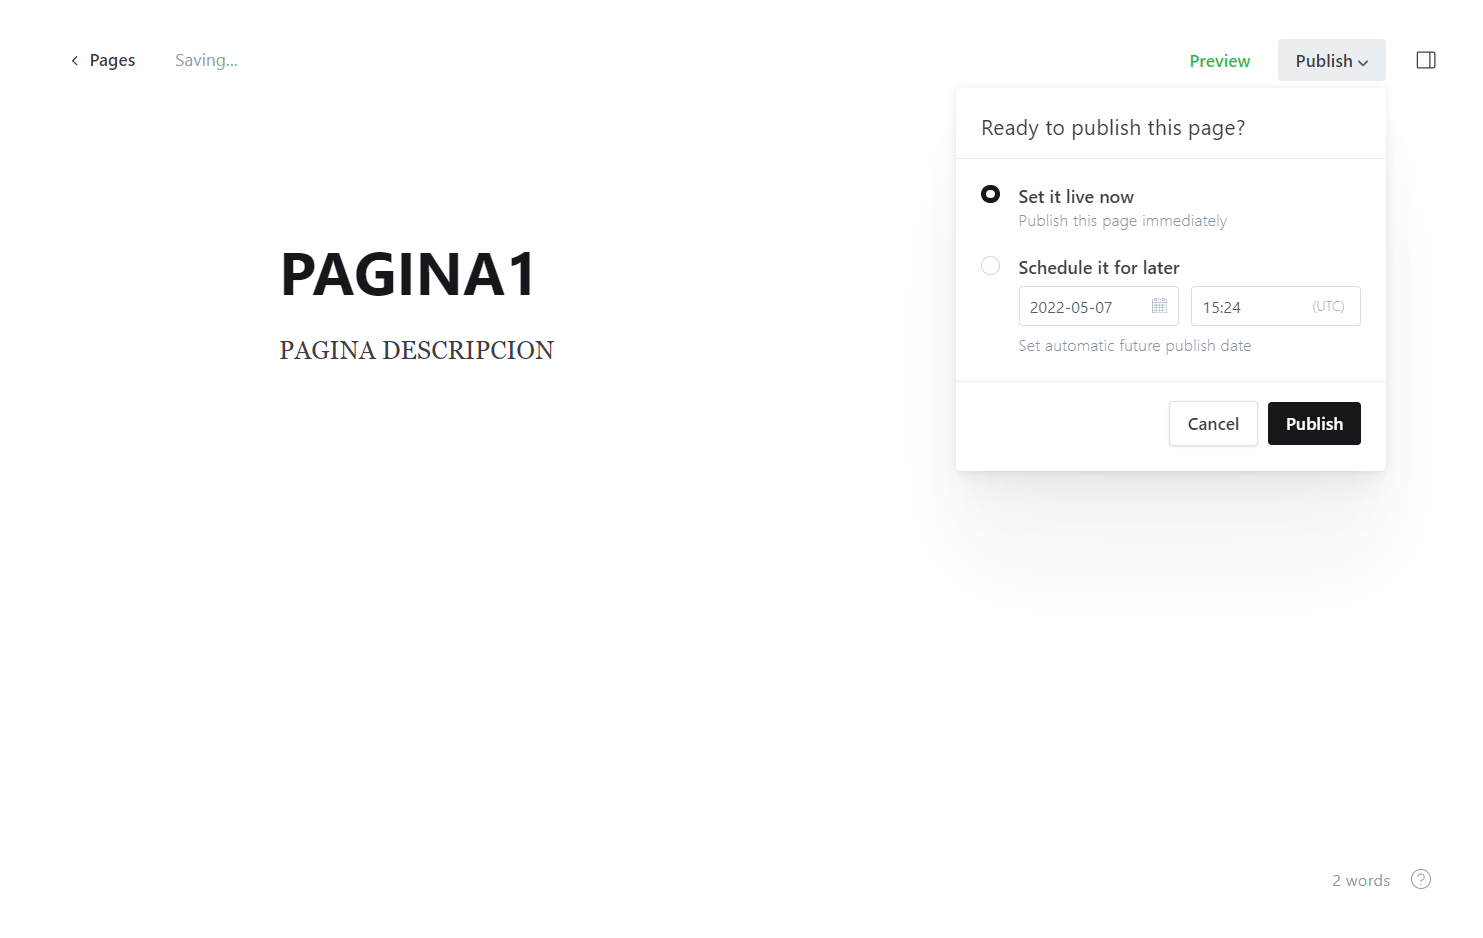 Pages
Saving...
Preview
Publish
Ready to publish this page?
Set it live now
Publish this page immediately
Schedule it for later
2022-05-07
15:24
(UTC)
Set automatic future publish date
Cancel
Publish
PAGINA1
PAGINA DESCRIPCION
2 words
?